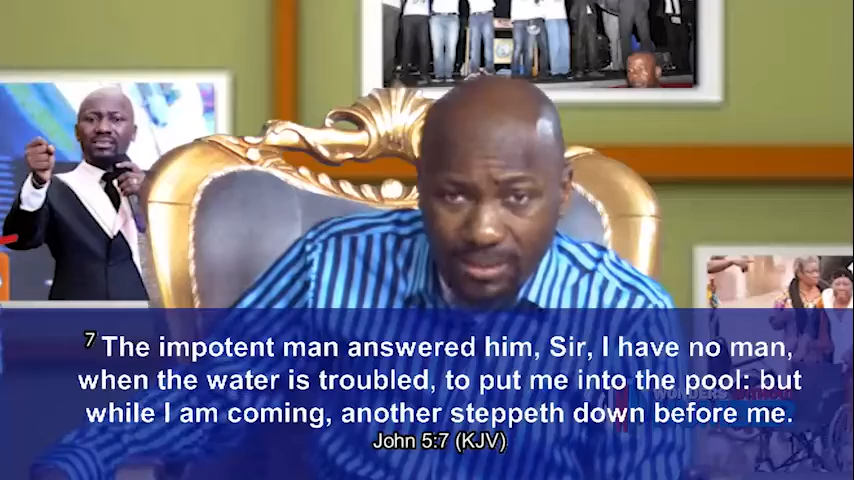 7 The impotent man answered him, Sir, I have no man,
when the water is troubled, to put me into the pool: but
while I am coming, another steppeth down before me.
John 5:7 (KJV)
WONDERS